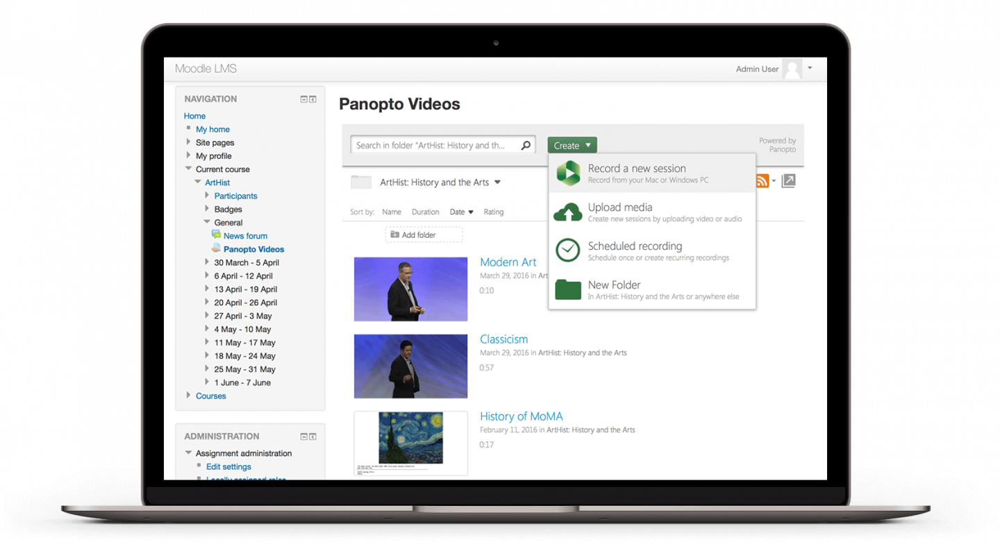 Moodle LMS
Admin User
NAVIGATION
Home
My home
Site pages
My profile
Current course
ArtHist
Participants
Badges
General
News forum
Panopto Videos
30 March - 5 April
6 April - 12 April
13 April - 19 April
20 April - 26 April
27 April - 3 May
4 May - 10 May
11 May - 17 May
18 May - 24 May
25 May - 31 May
1 June - 7 June
Courses
ADMINISTRATION
Assignment administration
Edit settings
Locally assigned roles
Panopto Videos
Search in folder "ArtHist: History and th...
Create
Powered by
Panopto
Record a new session
Record from your Mac or Windows PC
Upload media
Create new sessions by uploading video or audio
Scheduled recording
Schedule once or create recurring recordings
New Folder
In ArtHist: History and the Arts or anywhere else
ArtHist: History and the Arts
Sort by: Name Duration Date Rating
Add folder
Modern Art
March 29, 2016 in Art
0:10
Classicism
March 29, 2016 in ArtHist: History and the Arts
0:57
History of MoMA
February 11, 2016 in ArtHist: History and the Arts
0:17